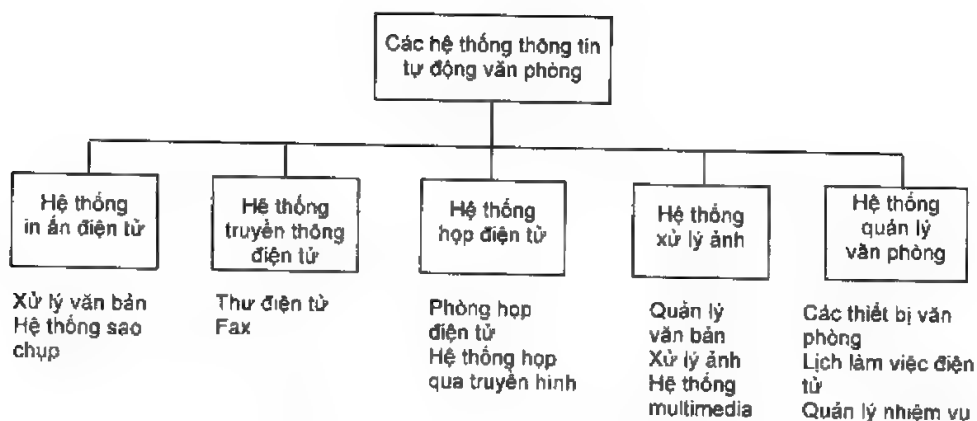 Các hệ thống thông tin
tự động văn phòng
Hệ thống
in ấn điện tử
Hệ thống
truyền thông
điện tử
Hệ thống
họp điện tử
Hệ thống
xử lý ảnh
Hệ thống
quản lý
văn phòng
Xử lý văn bản
Hệ thống sao
chụp
Thư điện tử
Fax
Phòng họp
điện tử
Hệ thống họp
qua truyền hình
Quản lý
văn bản
Xử lý ảnh
Hệ thống
multimedia
Các thiết bị văn
phòng
Lịch làm việc điện
tử
Quản lý nhiệm vụ